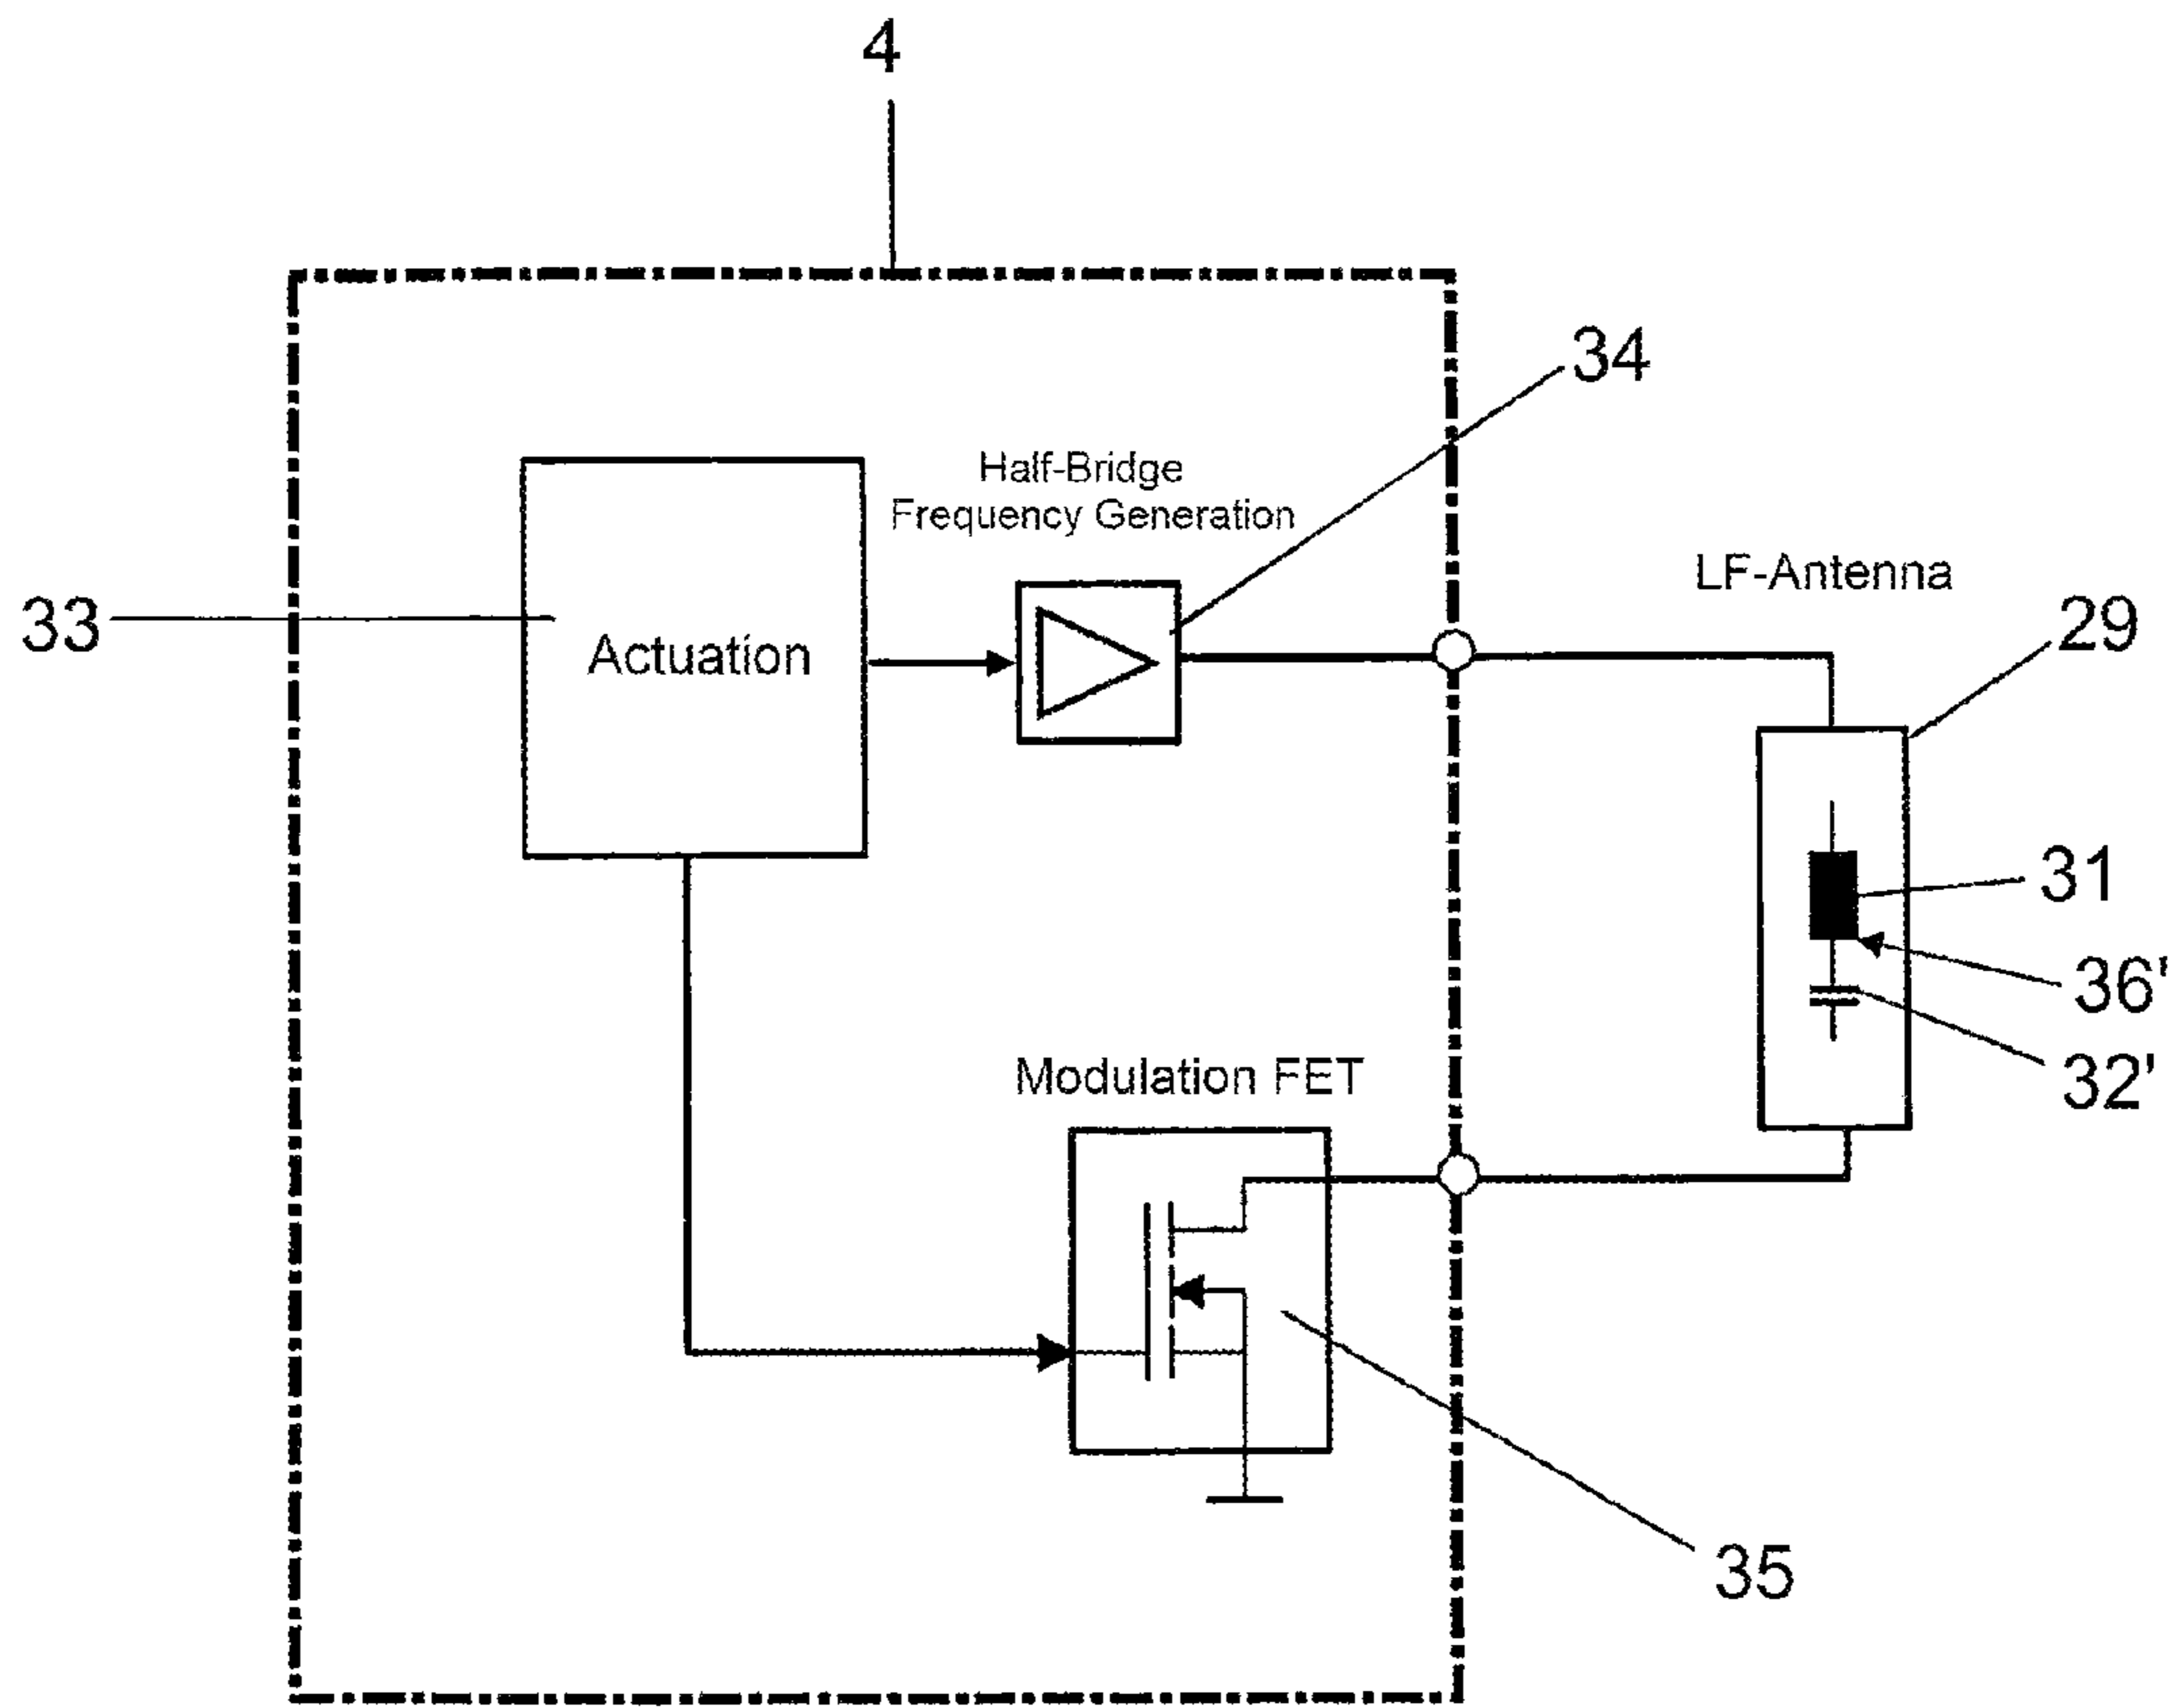 4
34
Half-Bridge
Frequency Generation
LF-Antenna
29
33
Actuation
31
36'
32'
Modulation FET
35